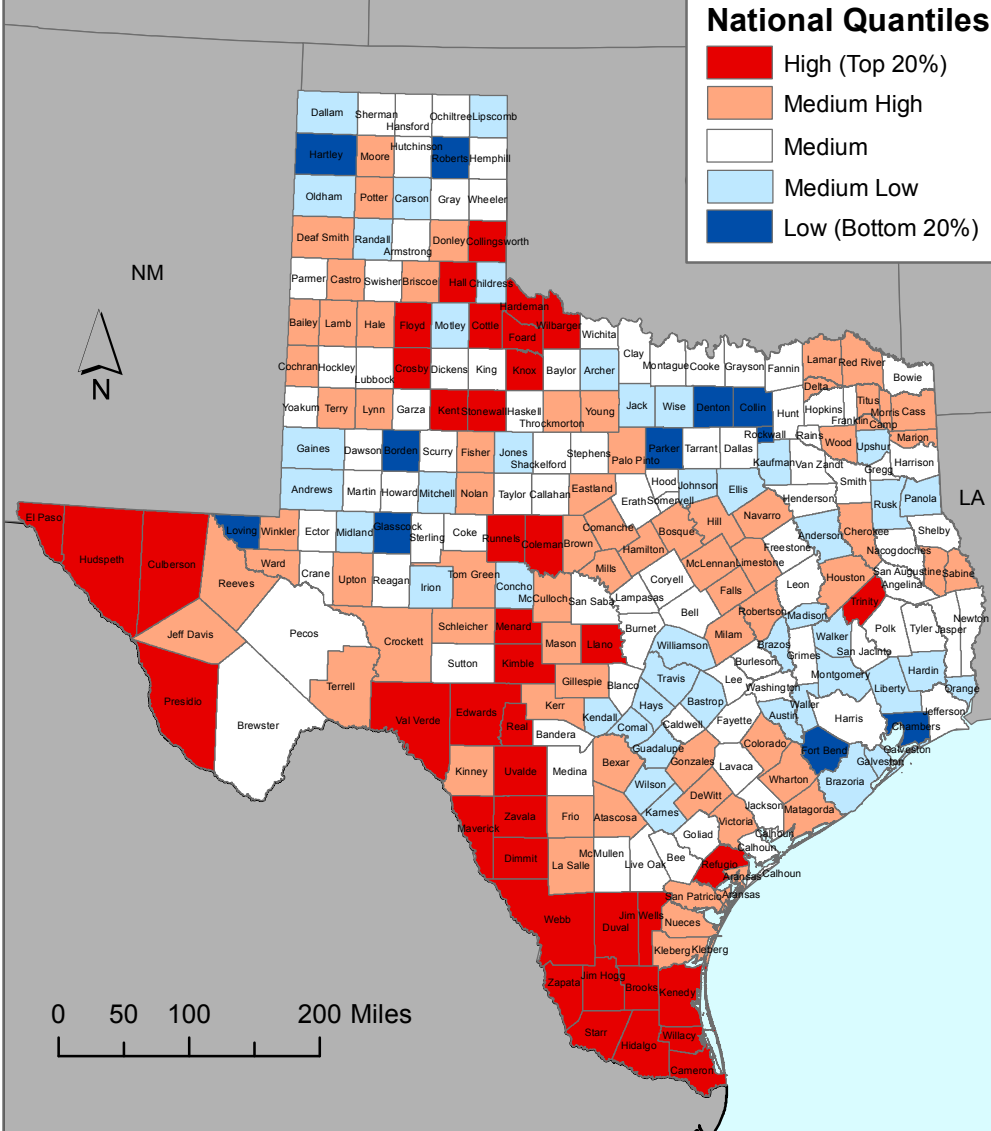 National Quantiles
High (Top 20%)
Medium High
Medium
Medium Low
Low (Bottom 20%)
NM
LA
N
0 50 100 200 Miles
Dallam Sherman Hansford Ochiltree Lipscomb
Hartley Moore Hutchinson Roberts Hemphill
Oldham Potter Carson Gray Wheeler
Deaf Smith Randall Armstrong Donley Collingsworth
Parmer Castro Swisher Briscoe Hall Childress
Hardeman
Bailey Lamb Hale Floyd Motley Cottle Foard Wilbarger Wichita
Clay Montague Cooke Grayson Fannin Lamar Red River Bowie
Cochran Hockley Lubbock Crosby Dickens King Knox Baylor Archer
Delta Titus Franklin Morris Cass Camp
Yoakum Terry Lynn Garza Kent Stonewall Haskell Throckmorton Young Jack Wise Denton Collin Hunt Hopkins
Rockwall Rains Wood Upshur Marion
Gaines Dawson Borden Scurry Fisher Jones Shackelford Stephens Palo Pinto Parker Tarrant Dallas Kaufman Van Zandt Gregg Harrison
Smith
Andrews Martin Howard Mitchell Nolan Taylor Callahan Eastland Erath Hood Somervell Johnson Ellis Henderson Rusk Panola
El Paso Hudspeth Culberson Loving Winkler Ector Midland Glasscock Sterling Coke Runnels Coleman Brown Comanche Hamilton Bosque Hill Navarro Freestone Anderson Cherokee Nacogdoches Shelby
Reeves Ward Crane Upton Reagan Irion Tom Green Concho McCulloch San Saba Mills Lampasas Coryell McLennan Limestone Falls Leon Houston Trinity Angelina San Augustine Sabine
Jeff Davis Pecos Crockett Schleicher Menard Mason Llano Burnet Bell Milam Robertson Madison Walker Polk Tyler Jasper Newton
Presidio Brewster Terrell Sutton Kimble Gillespie Blanco Williamson Travis Burleson Brazos Grimes San Jacinto Montgomery Liberty Hardin Orange
Val Verde Edwards Real Kerr Bandera Kendall Hays Comal Bastrop Caldwell Lee Washington Fayette Austin Waller Harris Chambers Jefferson
Kinney Uvalde Medina Bexar Guadalupe Gonzales Lavaca Colorado Fort Bend Galveston
Galveston
Brazoria
Wilson Karnes DeWitt Wharton Matagorda
Maverick Zavala Frio Atascosa Victoria Jackson Calhoun
Calhoun
Calhoun
Dimmit La Salle McMullen Live Oak Bee Goliad Refugio Aransas
Aransas
San Patricio
Webb Duval Jim Wells Nueces
Kleberg Kleberg
Zapata Jim Hogg Brooks Kenedy
Starr Hidalgo Willacy
Cameron